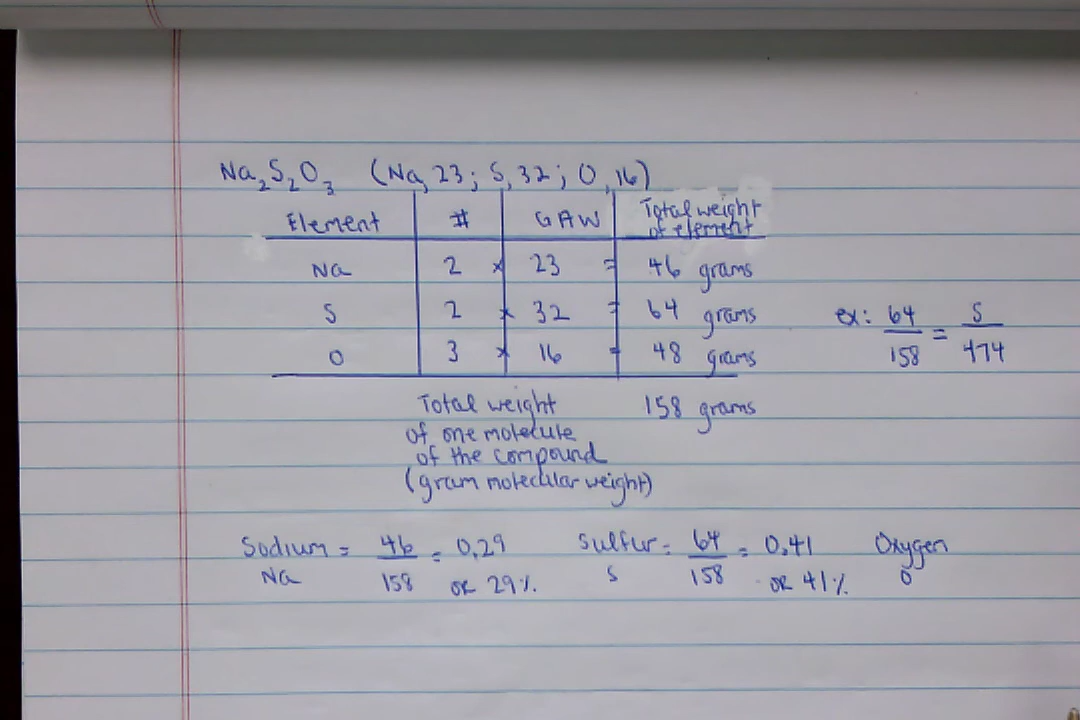 Na₂S₂O₃ (Na, 23; S, 32; O, 16)
Element # GAW Total weight of element
Na 2 × 23 = 46 grams
S 2 × 32 = 64 grams
O 3 × 16 = 48 grams
ex: 64/158 = S/474
Total weight 158 grams
of one molecule
of the compound
(gram molecular weight)
Sodium = 46/158 = 0.29 Sulfur = 64/158 = 0.41 Oxygen
Na OR 29% S OR 41% O